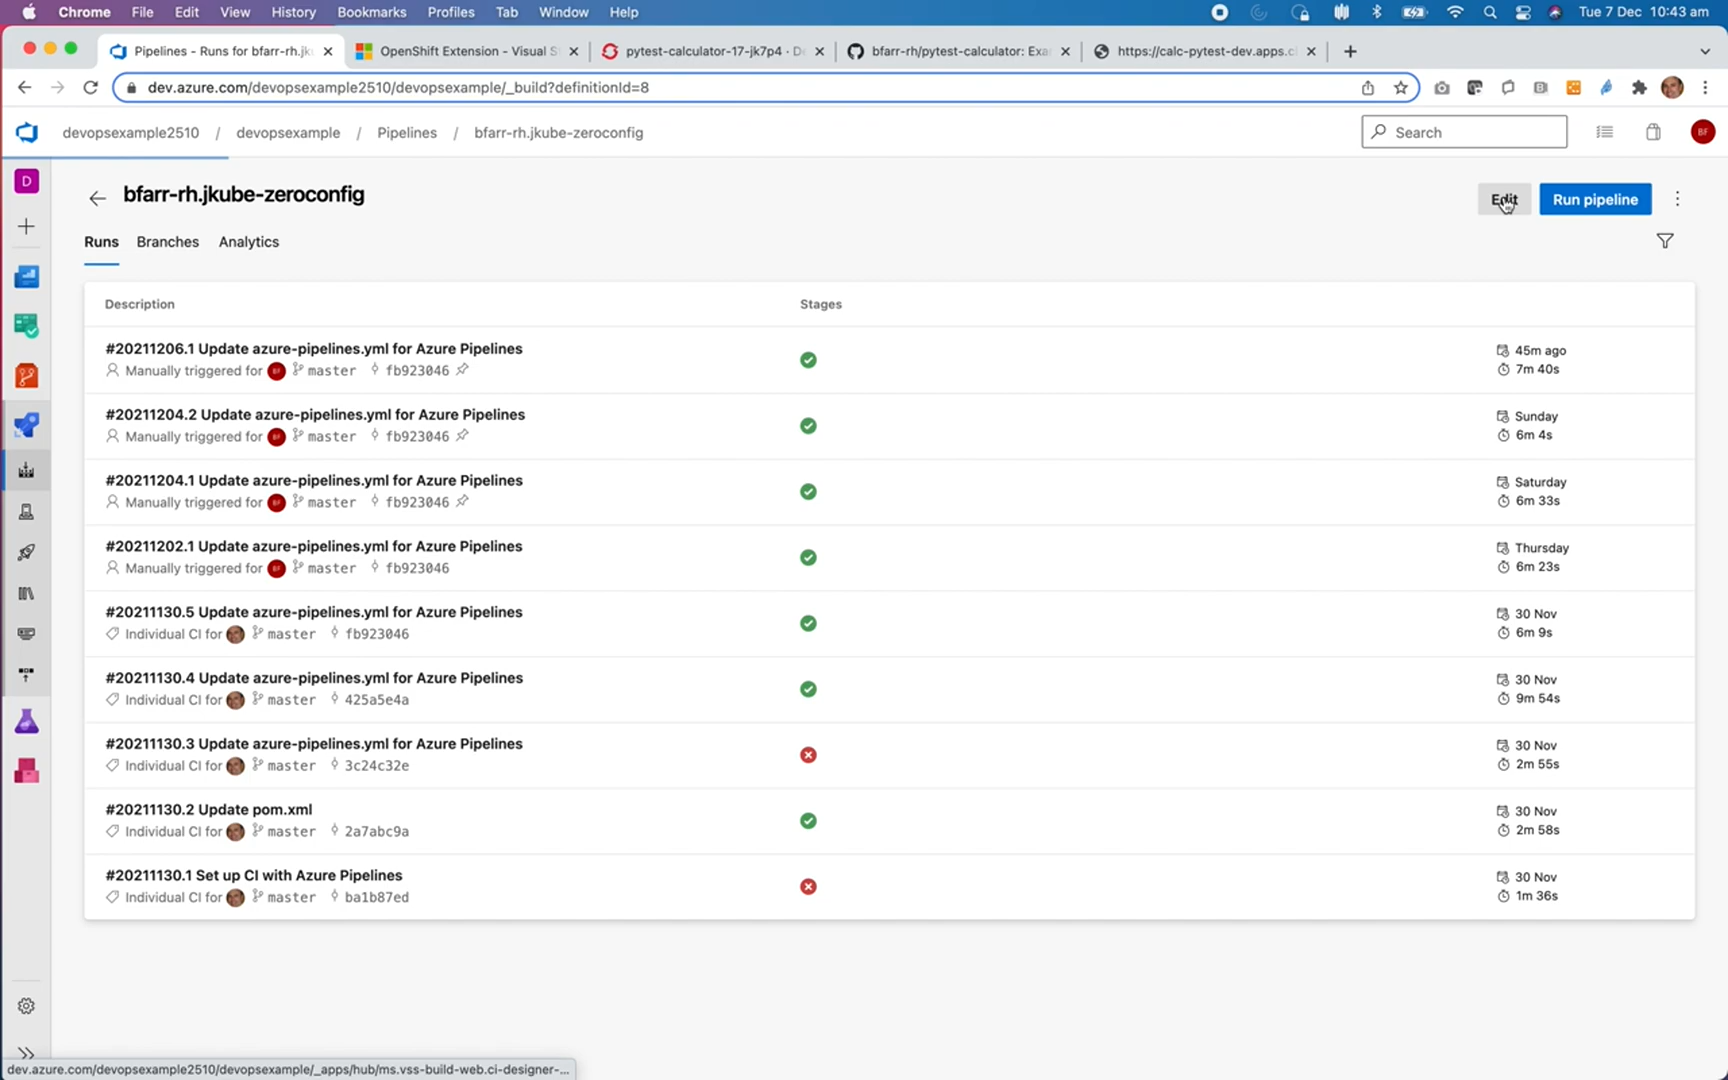 Chrome File Edit View History Bookmarks Profiles Tab Window Help Tue 7 Dec 10:43 am
Pipelines - Runs for bfarr-rh.jk OpenShift Extension - Visual S pytest-calculator-17-jk7p4 · De bfarr-rh/pytest-calculator: Exa https://calc-pytest-dev.apps.c
dev.azure.com/devopsexample2510/devopsexample/_build?definitionId=8
devopsexample2510 / devopsexample / Pipelines / bfarr-rh.jkube-zeroconfig Search BF
D
bfarr-rh.jkube-zeroconfig Edit Run pipeline
Runs Branches Analytics
Description Stages
#20211206.1 Update azure-pipelines.yml for Azure Pipelines 45m ago
Manually triggered for BF master fb923046 7m 40s
#20211204.2 Update azure-pipelines.yml for Azure Pipelines Sunday
Manually triggered for BF master fb923046 6m 4s
#20211204.1 Update azure-pipelines.yml for Azure Pipelines Saturday
Manually triggered for BF master fb923046 6m 33s
#20211202.1 Update azure-pipelines.yml for Azure Pipelines Thursday
Manually triggered for BF master fb923046 6m 23s
#20211130.5 Update azure-pipelines.yml for Azure Pipelines 30 Nov
Individual CI for master fb923046 6m 9s
#20211130.4 Update azure-pipelines.yml for Azure Pipelines 30 Nov
Individual CI for master 425a5e4a 9m 54s
#20211130.3 Update azure-pipelines.yml for Azure Pipelines 30 Nov
Individual CI for master 3c24c32e 2m 55s
#20211130.2 Update pom.xml 30 Nov
Individual CI for master 2a7abc9a 2m 58s
#20211130.1 Set up CI with Azure Pipelines 30 Nov
Individual CI for master ba1b87ed 1m 36s
dev.azure.com/devopsexample2510/devopsexample/_apps/hub/ms.vss-build-web.ci-designer-...